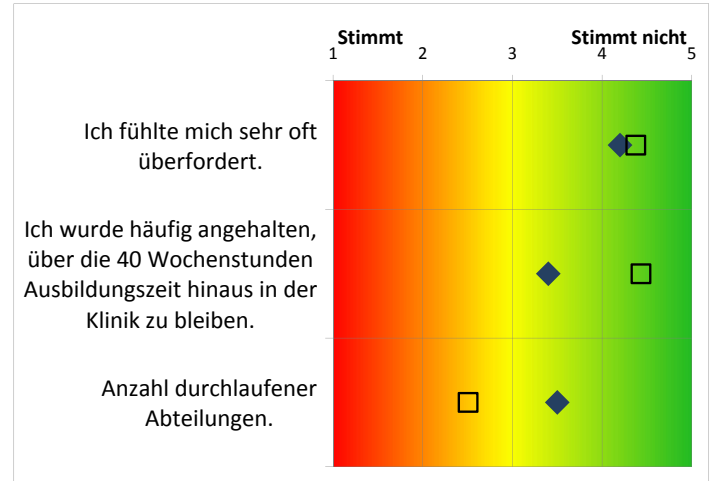 Stimmt Stimmt nicht
1 2 3 4 5
Ich fühlte mich sehr oft
überfordert.
Ich wurde häufig angehalten,
über die 40 Wochenstunden
Ausbildungszeit hinaus in der
Klinik zu bleiben.
Anzahl durchlaufener
Abteilungen.